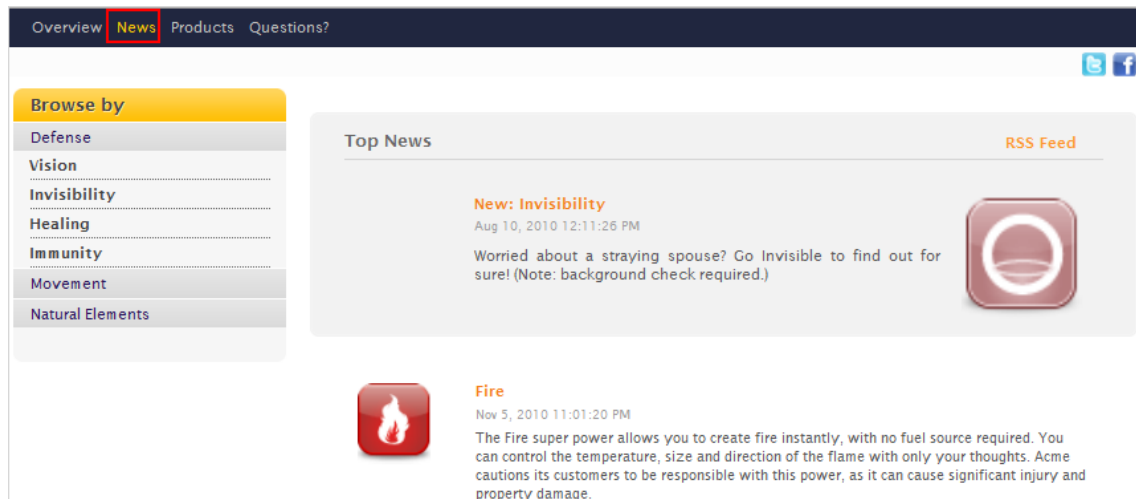 Overview News Products Questions?
Browse by
Defense
Vision
Invisibility
Healing
Immunity
Movement
Natural Elements
Top News
RSS Feed
New: Invisibility
Aug 10, 2010 12:11:26 PM
Worried about a straying spouse? Go Invisible to find out for
sure! (Note: background check required.)
Fire
Nov 5, 2010 11:01:20 PM
The Fire super power allows you to create fire instantly, with no fuel source required. You
can control the temperature, size and direction of the flame with only your thoughts. Acme
cautions its customers to be responsible with this power, as it can cause significant injury and
property damage.